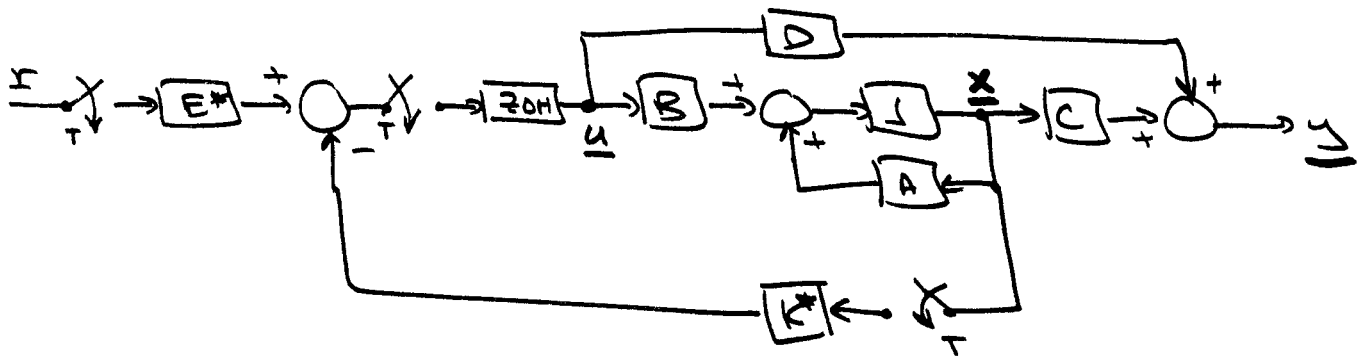 D
r T E* + - T ZOH u B + + ∫ x C + + y
A
K* T